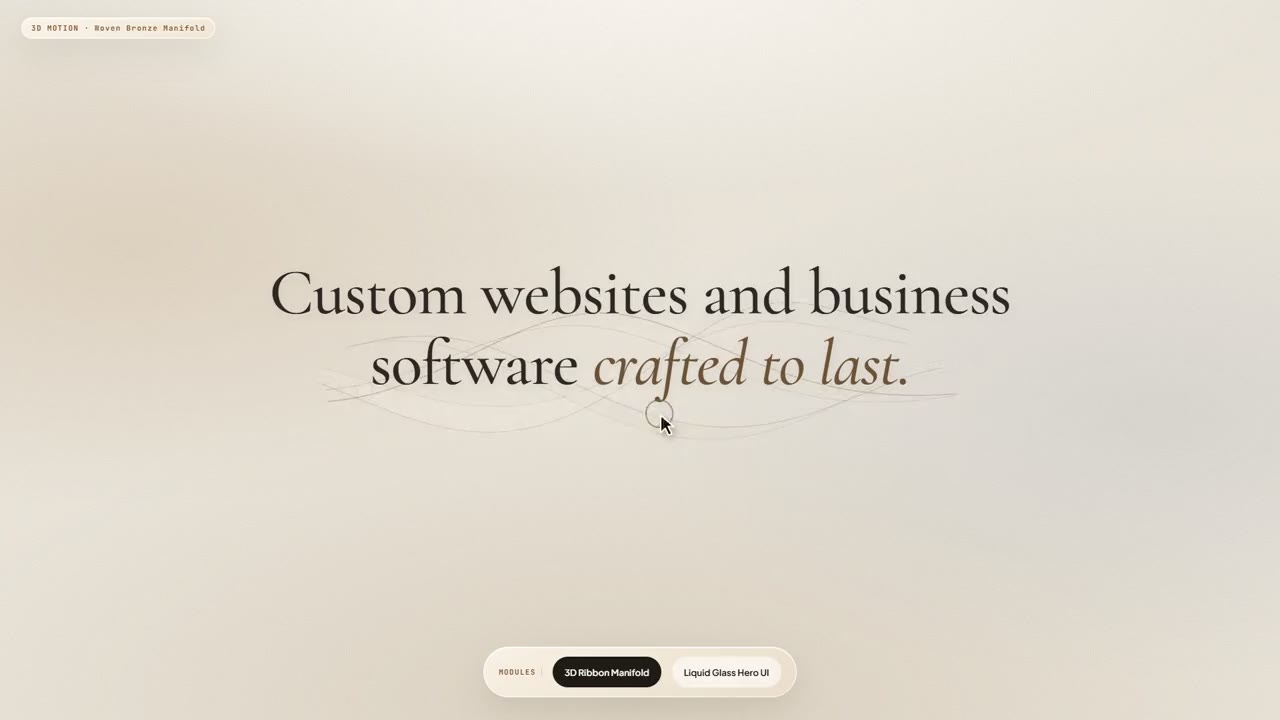 3D MOTION · Woven Bronze Manifold
Custom websites and business
software crafted to last.
MODULES
3D Ribbon Manifold
Liquid Glass Hero UI